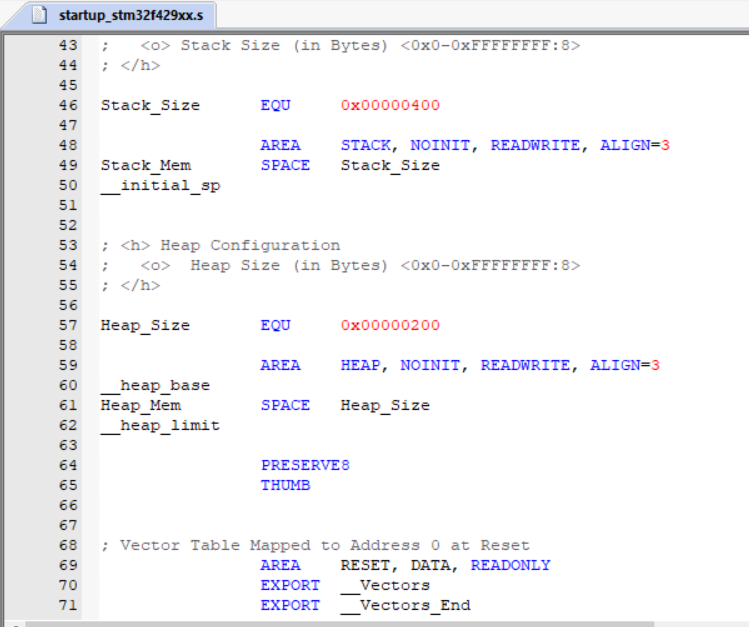 startup_stm32f429xx.s
43 ;   <o> Stack Size (in Bytes) <0x0-0xFFFFFFFF:8>
44 ; </h>
45
46 Stack_Size      EQU     0x00000400
47
48                 AREA    STACK, NOINIT, READWRITE, ALIGN=3
49 Stack_Mem       SPACE   Stack_Size
50 __initial_sp
51
52
53 ; <h> Heap Configuration
54 ;   <o>  Heap Size (in Bytes) <0x0-0xFFFFFFFF:8>
55 ; </h>
56
57 Heap_Size       EQU     0x00000200
58
59                 AREA    HEAP, NOINIT, READWRITE, ALIGN=3
60 __heap_base
61 Heap_Mem        SPACE   Heap_Size
62 __heap_limit
63
64                 PRESERVE8
65                 THUMB
66
67
68 ; Vector Table Mapped to Address 0 at Reset
69                 AREA    RESET, DATA, READONLY
70                 EXPORT  __Vectors
71                 EXPORT  __Vectors_End